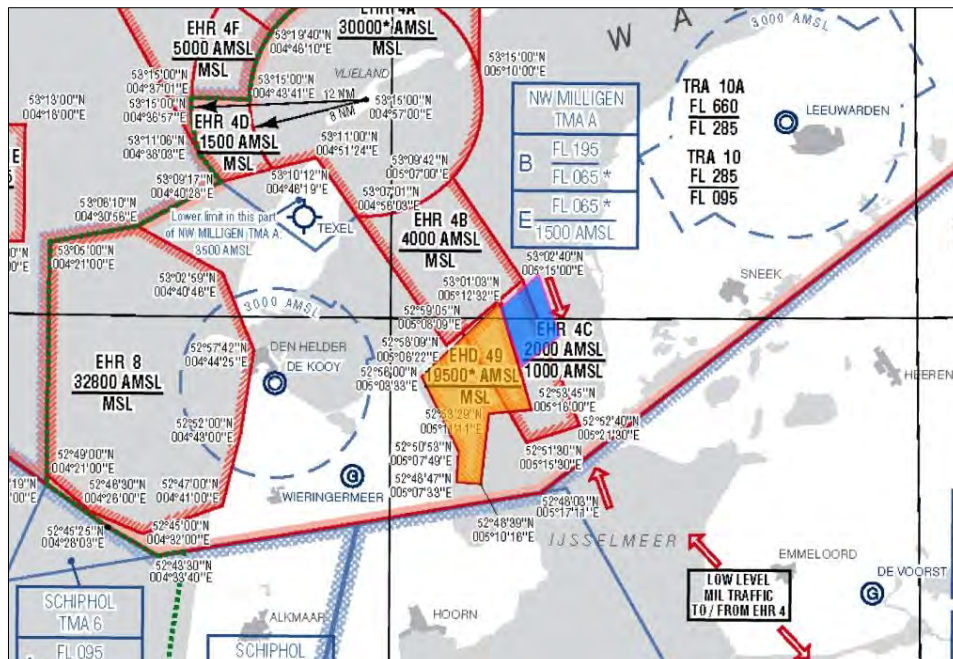 EHR 4F
5000 AMSL
MSL
EHR 4A
30000* AMSL
MSL
53°19'40"N
004°46'10"E
VLIELAND
W A
3000 AMSL
53°15'00"N
005°10'00"E
53°15'00"N
004°37'01"E
53°15'00"N
004°43'41"E
53°13'00"N
004°18'00"E
53°15'00"N
004°36'57"E
12 NM
8 NM
53°15'00"N
004°57'00"E
EHR 4D
1500 AMSL
MSL
53°11'06"N
004°36'03"E
53°11'00"N
004°51'24"E
NW MILLIGEN
TMA A
B
FL 195
FL 065 *
E
FL 065 *
1500 AMSL
TRA 10A
FL 660
FL 285
TRA 10
FL 285
FL 095
LEEUWARDEN
53°09'17"N
004°40'28"E
53°10'12"N
004°46'19"E
53°09'42"N
005°07'00"E
53°07'01"N
004°58'03"E
Lower limit in this part
of NW MILLIGEN TMA A
3500 AMSL
TEXEL
EHR 4B
4000 AMSL
MSL
53°05'00"N
004°21'00"E
53°02'59"N
004°40'46"E
53°02'40"N
005°15'00"E
53°01'03"N
005°12'32"E
SNEEK
3000 AMSL
52°59'05"N
005°08'09"E
52°58'09"N
005°06'22"E
52°56'00"N
005°03'33"E
EHR 8
32800 AMSL
MSL
52°57'42"N
004°44'25"E
DEN HELDER
DE KOOY
EHD 49
19500* AMSL
MSL
EHR 4C
2000 AMSL
1000 AMSL
HEEREN
52°53'45"N
005°16'00"E
52°52'40"N
005°21'30"E
52°51'30"N
005°15'30"E
52°52'00"N
004°43'00"E
52°50'53"N
005°07'49"E
52°48'47"N
005°07'33"E
52°49'00"N
004°21'00"E
52°46'30"N
004°26'00"E
52°47'00"N
004°41'00"E
WIERINGERMEER
G
52°48'03"N
005°17'11"E
52°48'39"N
005°10'16"E
52°45'25"N
004°28'03"E
52°45'00"N
004°32'00"E
52°43'30"N
004°33'40"E
IJSSELMEER
EMMELOORD
DE VOORST
G
LOW LEVEL
MIL TRAFFIC
TO / FROM EHR 4
SCHIPHOL
TMA 6
FL 095
ALKMAAR
HOORN
SCHIPHOL